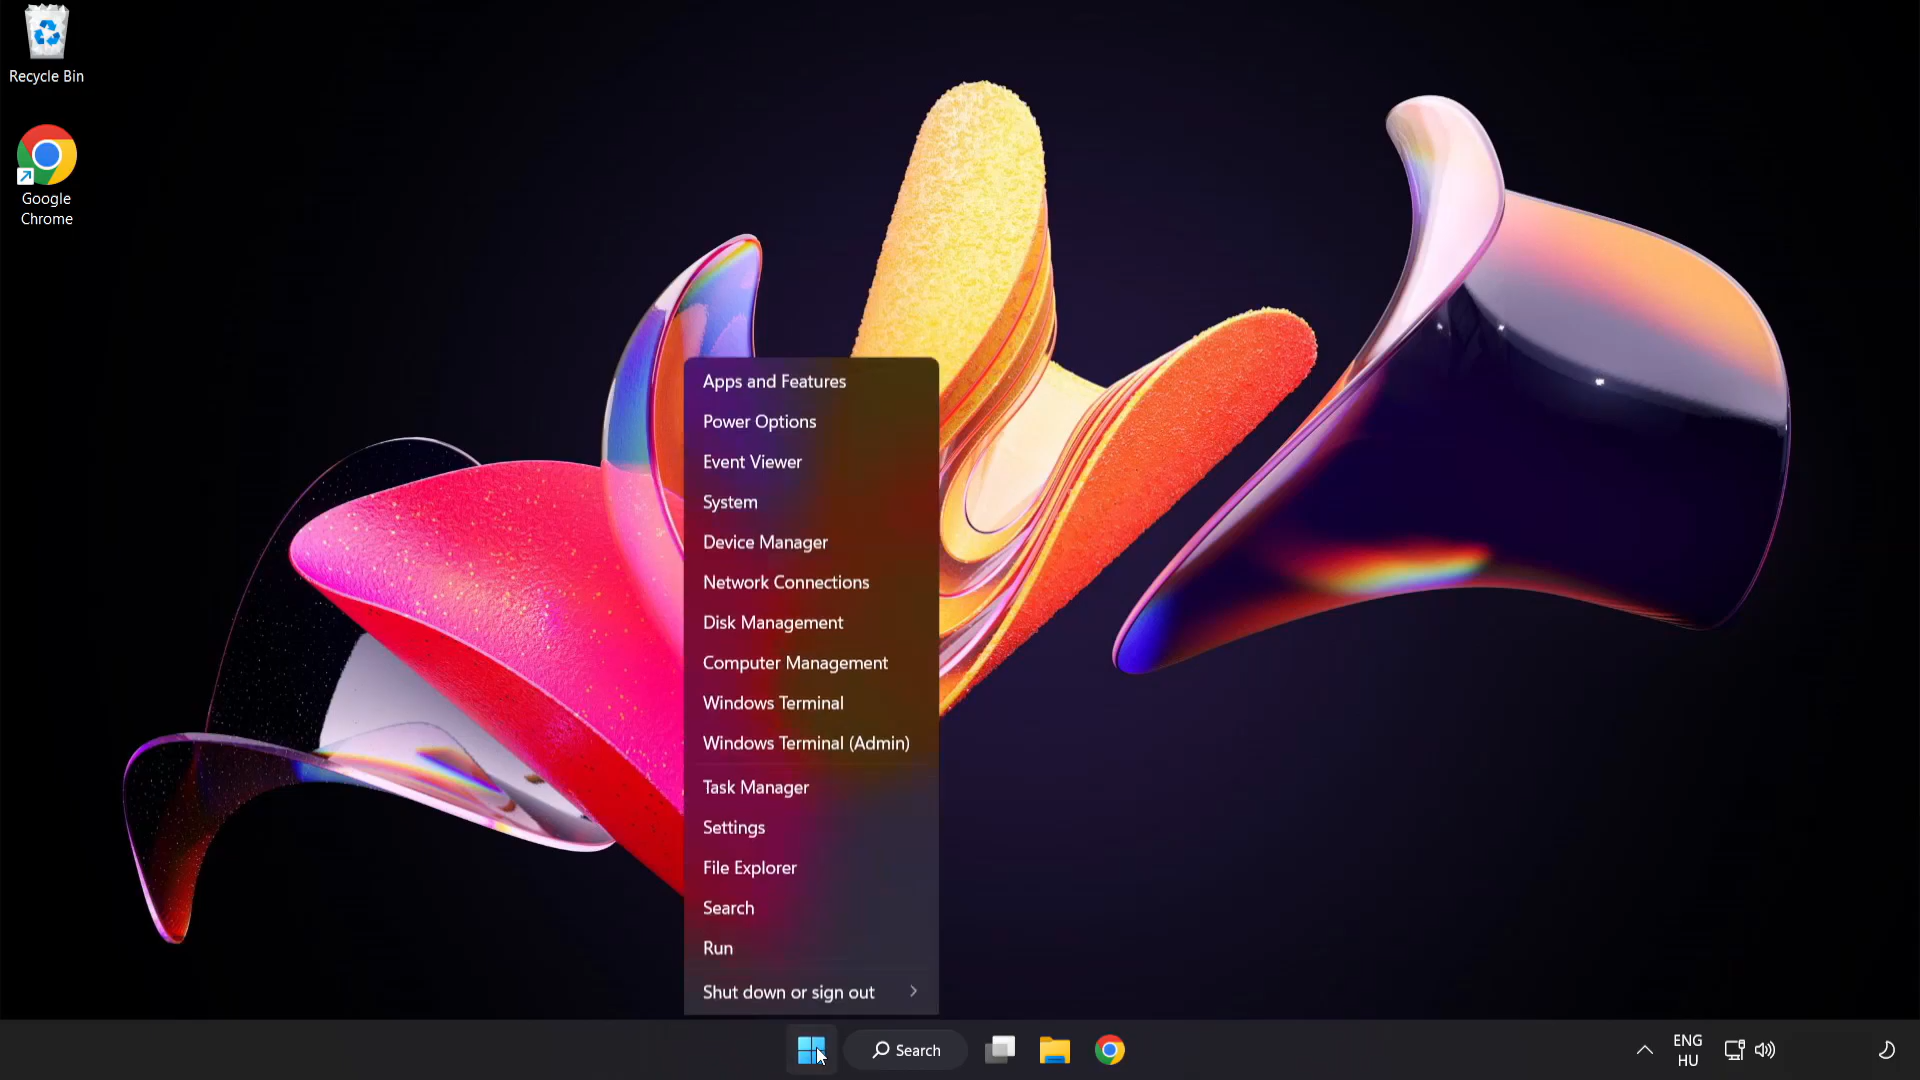 Recycle Bin
Google
Chrome
Apps and Features
Power Options
Event Viewer
System
Device Manager
Network Connections
Disk Management
Computer Management
Windows Terminal
Windows Terminal (Admin)
Task Manager
Settings
File Explorer
Search
Run
Shut down or sign out
Search
ENG
HU